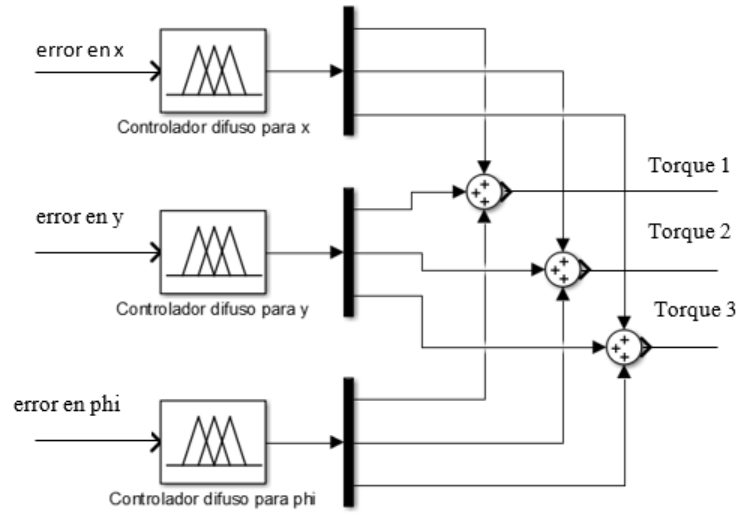 error en x
Controlador difuso para x
Torque 1
error en y
Torque 2
Controlador difuso para y
Torque 3
error en phi
Controlador difuso para phi